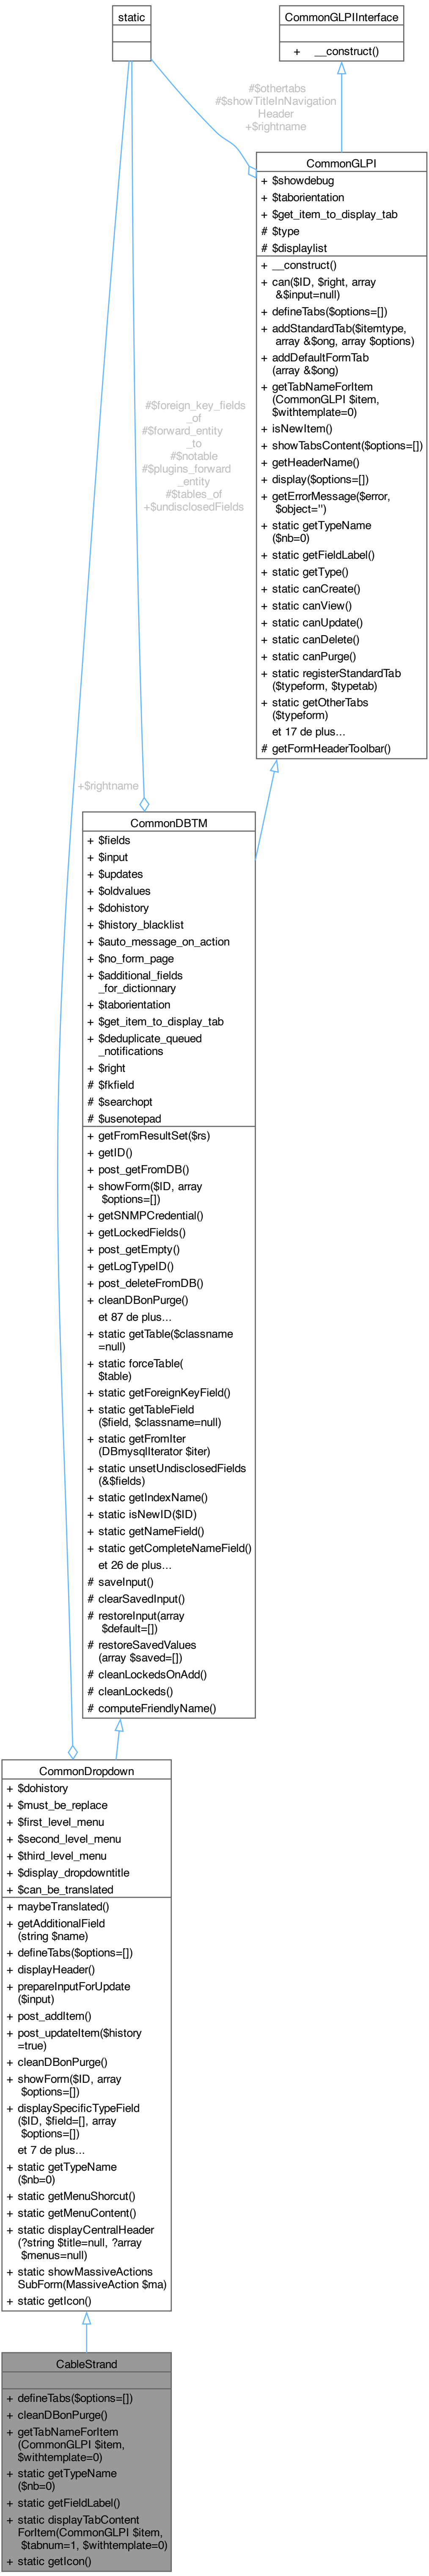 static
CommonGLPIInterface
+ __construct()
#$othertabs
#$showTitleInNavigation
Header
+$rightname
CommonGLPI
+ $showdebug
+ $taborientation
+ $get_item_to_display_tab
# $type
# $displaylist
+ __construct()
+ can($ID, $right, array
&$input=null)
+ defineTabs($options=[])
+ addStandardTab($itemtype,
array &$ong, array $options)
+ addDefaultFormTab
(array &$ong)
+ getTabNameForItem
(CommonGLPI $item,
$withtemplate=0)
+ isNewItem()
+ showTabsContent($options=[])
+ getHeaderName()
+ display($options=[])
+ getErrorMessage($error,
$object='')
+ static getTypeName
($nb=0)
+ static getFieldLabel()
+ static getType()
+ static canCreate()
+ static canView()
+ static canUpdate()
+ static canDelete()
+ static canPurge()
+ static registerStandardTab
($typeform, $typetab)
+ static getOtherTabs
($typeform)
et 17 de plus...
# getFormHeaderToolbar()
#$foreign_key_fields
_of
#$forward_entity
_to
#$notable
#$plugins_forward
_entity
#$tables_of
+$undisclosedFields
+$rightname
CommonDBTM
+ $fields
+ $input
+ $updates
+ $oldvalues
+ $dohistory
+ $history_blacklist
+ $auto_message_on_action
+ $no_form_page
+ $additional_fields
_for_dictionnary
+ $taborientation
+ $get_item_to_display_tab
+ $deduplicate_queued
_notifications
+ $right
# $fkfield
# $searchopt
# $usenotepad
+ getFromResultSet($rs)
+ getID()
+ post_getFromDB()
+ showForm($ID, array
$options=[])
+ getSNMPCredential()
+ getLockedFields()
+ post_getEmpty()
+ getLogTypeID()
+ post_deleteFromDB()
+ cleanDBonPurge()
et 87 de plus...
+ static getTable($classname
=null)
+ static forceTable(
$table)
+ static getForeignKeyField()
+ static getTableField
($field, $classname=null)
+ static getFromIter
(DBmysqlIterator $iter)
+ static unsetUndisclosedFields
(&$fields)
+ static getIndexName()
+ static isNewID($ID)
+ static getNameField()
+ static getCompleteNameField()
et 26 de plus...
# saveInput()
# clearSavedInput()
# restoreInput(array
$default=[])
# restoreSavedValues
(array $saved=[])
# cleanLockedsOnAdd()
# cleanLockeds()
# computeFriendlyName()
CommonDropdown
+ $dohistory
+ $must_be_replace
+ $first_level_menu
+ $second_level_menu
+ $third_level_menu
+ $display_dropdowntitle
+ $can_be_translated
+ maybeTranslated()
+ getAdditionalField
(string $name)
+ defineTabs($options=[])
+ displayHeader()
+ prepareInputForUpdate
($input)
+ post_addItem()
+ post_updateItem($history
=true)
+ cleanDBonPurge()
+ showForm($ID, array
$options=[])
+ displaySpecificTypeField
($ID, $field=[], array
$options=[])
et 7 de plus...
+ static getTypeName
($nb=0)
+ static getMenuShorcut()
+ static getMenuContent()
+ static displayCentralHeader
(?string $title=null, ?array
$menus=null)
+ static showMassiveActions
SubForm(MassiveAction $ma)
+ static getIcon()
CableStrand
+ defineTabs($options=[])
+ cleanDBonPurge()
+ getTabNameForItem
(CommonGLPI $item,
$withtemplate=0)
+ static getTypeName
($nb=0)
+ static getFieldLabel()
+ static displayTabContent
ForItem(CommonGLPI $item,
$tabnum=1, $withtemplate=0)
+ static getIcon()